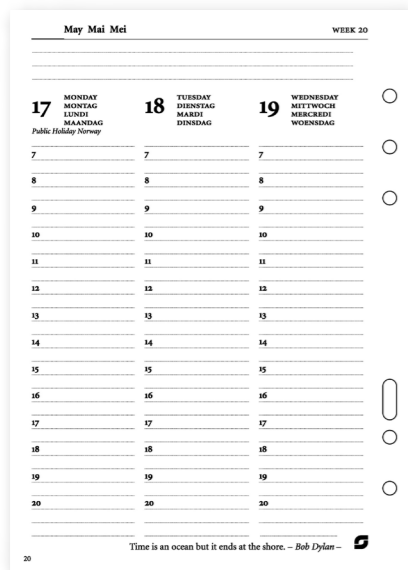 May Mai Mei
WEEK 20
17
MONDAY
MONTAG
LUNDI
MAANDAG
Public Holiday Norway
18
TUESDAY
DIENSTAG
MARDI
DINSDAG
19
WEDNESDAY
MITTWOCH
MERCREDI
WOENSDAG
7 7 7
8 8 8
9 9 9
10 10 10
11 11 11
12 12 12
13 13 13
14 14 14
15 15 15
16 16 16
17 17 17
18 18 18
19 19 19
20 20 20
Time is an ocean but it ends at the shore. – Bob Dylan –
20